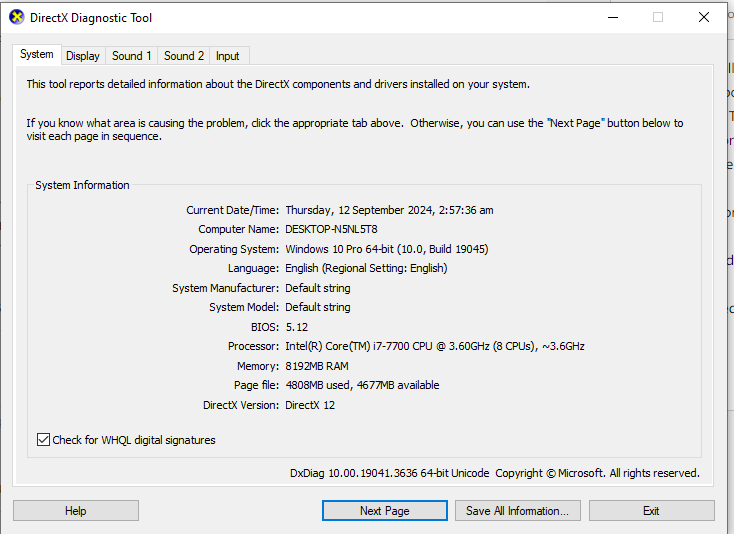 DirectX Diagnostic Tool
System Display Sound 1 Sound 2 Input
This tool reports detailed information about the DirectX components and drivers installed on your system.
If you know what area is causing the problem, click the appropriate tab above. Otherwise, you can use the "Next Page" button below to
visit each page in sequence.
System Information
Current Date/Time: Thursday, 12 September 2024, 2:57:36 am
Computer Name: DESKTOP-N5NL5T8
Operating System: Windows 10 Pro 64-bit (10.0, Build 19045)
Language: English (Regional Setting: English)
System Manufacturer: Default string
System Model: Default string
BIOS: 5.12
Processor: Intel(R) Core(TM) i7-7700 CPU @ 3.60GHz (8 CPUs), ~3.6GHz
Memory: 8192MB RAM
Page file: 4808MB used, 4677MB available
DirectX Version: DirectX 12
Check for WHQL digital signatures
DxDiag 10.00.19041.3636 64-bit Unicode Copyright © Microsoft. All rights reserved.
Help Next Page Save All Information... Exit